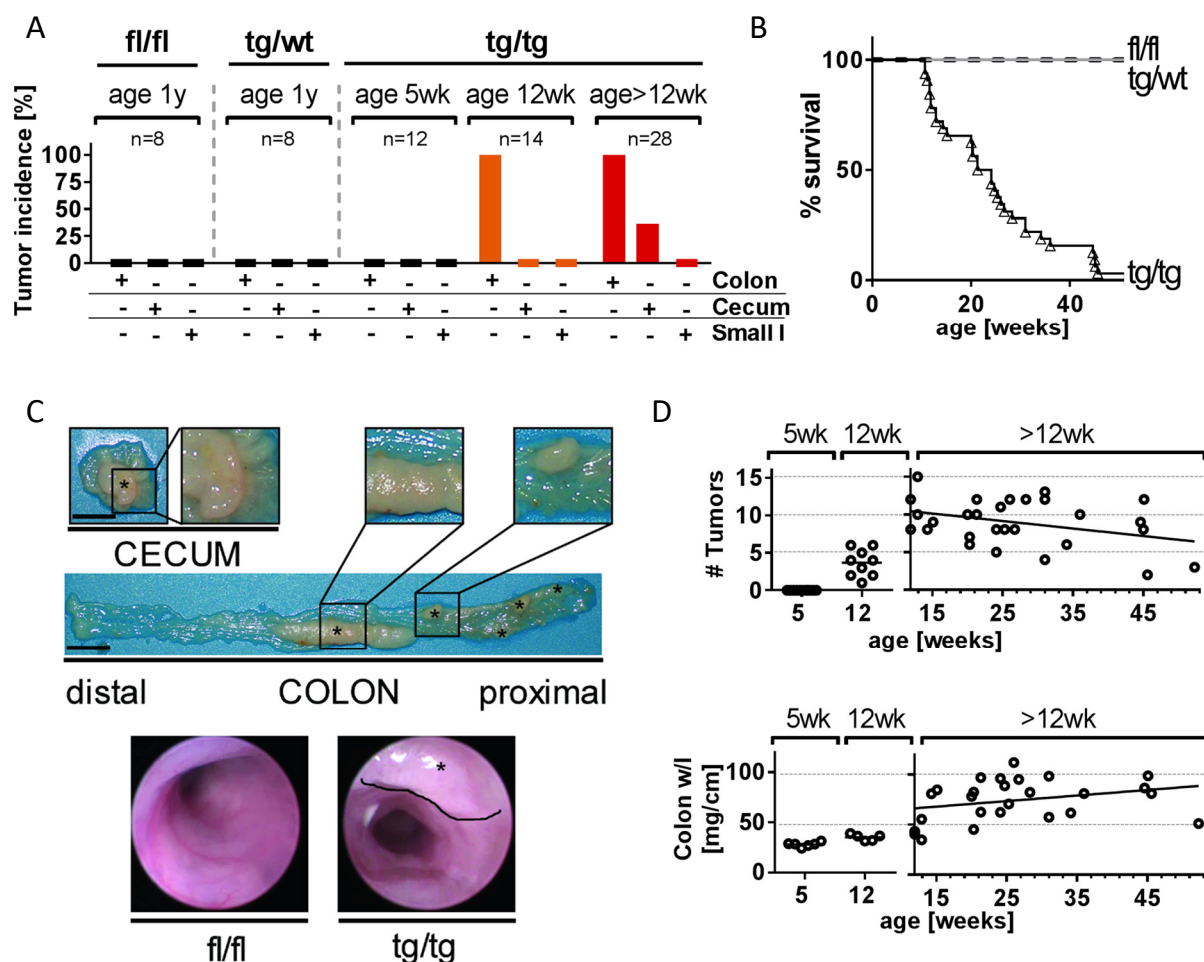 A
fl/fl tg/wt tg/tg
age 1y age 1y age 5wk age 12wk age>12wk
n=8 n=8 n=12 n=14 n=28
Tumor incidence [%]
100
75
50
25
0
+ - - + - - + - - + - - + - - Colon
- + - - + - - + - - + - - + - Cecum
- - + - - + - - + - - + - - + Small I
B
% survival
100
50
0
fl/fl
tg/wt
tg/tg
0 20 40
age [weeks]
C
*
CECUM
* * * * *
distal COLON proximal
*
fl/fl tg/tg
D
5wk 12wk >12wk
# Tumors
15
10
5
0
5 12 15 25 35 45
age [weeks]
5wk 12wk >12wk
Colon w/l
[mg/cm]
100
50
0
5 12 15 25 35 45
age [weeks]